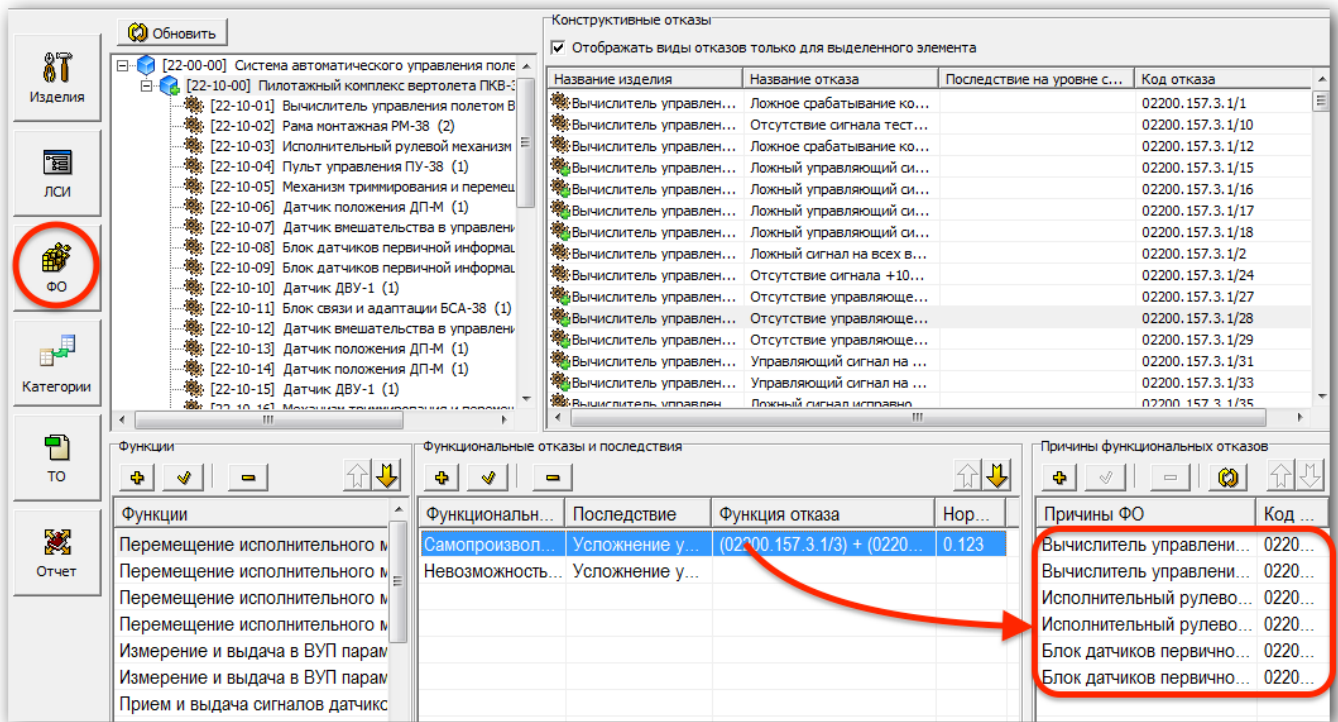 Изделия
ЛСИ
ФО
Категории
ТО
Отчет
Обновить
[22-00-00] Система автоматического управления поле
[22-10-00] Пилотажный комплекс вертолета ПКВ-3
[22-10-01] Вычислитель управления полетом В
[22-10-02] Рама монтажная РМ-38 (2)
[22-10-03] Исполнительный рулевой механизм
[22-10-04] Пульт управления ПУ-38 (1)
[22-10-05] Механизм триммирования и перемещ
[22-10-06] Датчик положения ДП-М (1)
[22-10-07] Датчик вмешательства в управлени
[22-10-08] Блок датчиков первичной информац
[22-10-09] Блок датчиков первичной информац
[22-10-10] Датчик ДВУ-1 (1)
[22-10-11] Блок связи и адаптации БСА-38 (1)
[22-10-12] Датчик вмешательства в управлени
[22-10-13] Датчик положения ДП-М (1)
[22-10-14] Датчик положения ДП-М (1)
[22-10-15] Датчик ДВУ-1 (1)
[22-10-16] Механизм триммирования и перемещ
Конструктивные отказы
Отображать виды отказов только для выделенного элемента
Название изделия Название отказа Последствие на уровне с... Код отказа
Вычислитель управлен... Ложное срабатывание ко... 02200.157.3.1/1
Вычислитель управлен... Отсутствие сигнала тест... 02200.157.3.1/10
Вычислитель управлен... Ложное срабатывание ко... 02200.157.3.1/12
Вычислитель управлен... Ложный управляющий си... 02200.157.3.1/15
Вычислитель управлен... Ложный управляющий си... 02200.157.3.1/16
Вычислитель управлен... Ложный управляющий си... 02200.157.3.1/17
Вычислитель управлен... Ложный управляющий си... 02200.157.3.1/18
Вычислитель управлен... Ложный сигнал на всех в... 02200.157.3.1/2
Вычислитель управлен... Отсутствие сигнала +10... 02200.157.3.1/24
Вычислитель управлен... Отсутствие управляюще... 02200.157.3.1/27
Вычислитель управлен... Отсутствие управляюще... 02200.157.3.1/28
Вычислитель управлен... Отсутствие управляюще... 02200.157.3.1/29
Вычислитель управлен... Управляющий сигнал на ... 02200.157.3.1/31
Вычислитель управлен... Управляющий сигнал на ... 02200.157.3.1/33
Вычислитель управлен... Ложный сигнал исправно... 02200.157.3.1/35
Функции
Функции
Перемещение исполнительного м
Перемещение исполнительного м
Перемещение исполнительного м
Перемещение исполнительного м
Измерение и выдача в ВУП парам
Измерение и выдача в ВУП парам
Прием и выдача сигналов датчико
Функциональные отказы и последствия
Функциональн... Последствие Функция отказа Нор...
Самопроизвол... Усложнение у... (02200.157.3.1/3) + (0220... 0.123
Невозможность... Усложнение у...
Причины функциональных отказов
Причины ФО Код ...
Вычислитель управлени... 0220...
Вычислитель управлени... 0220...
Исполнительный рулево... 0220...
Исполнительный рулево... 0220...
Блок датчиков первично... 0220...
Блок датчиков первично... 0220...